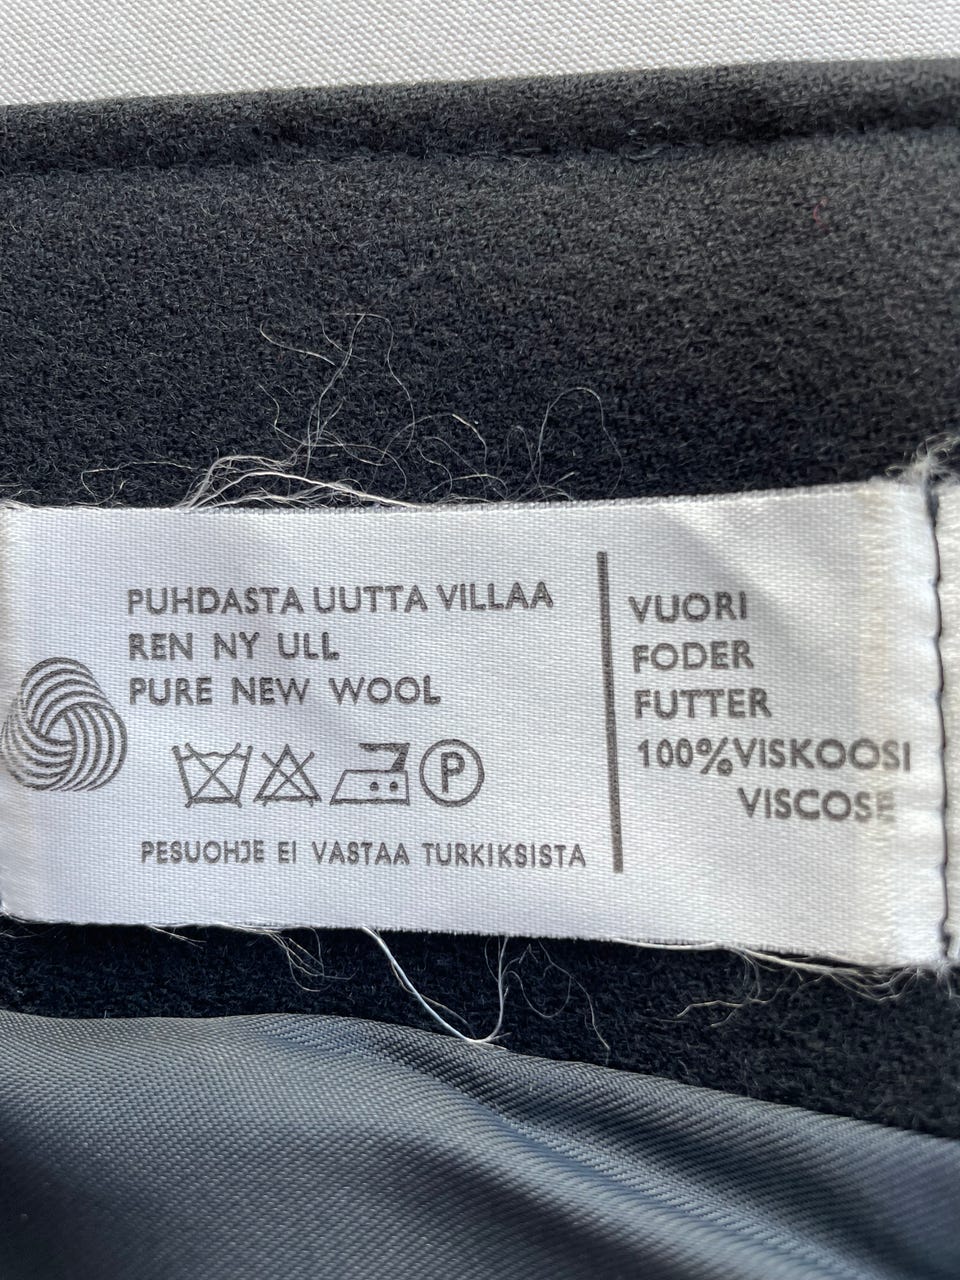 PUHDASTA UUTTA VILLAA
REN NY ULL
PURE NEW WOOL
P
PESUOHJE EI VASTAA TURKIKSISTA
VUORI
FODER
FUTTER
100% VISKOOSI
VISCOSE